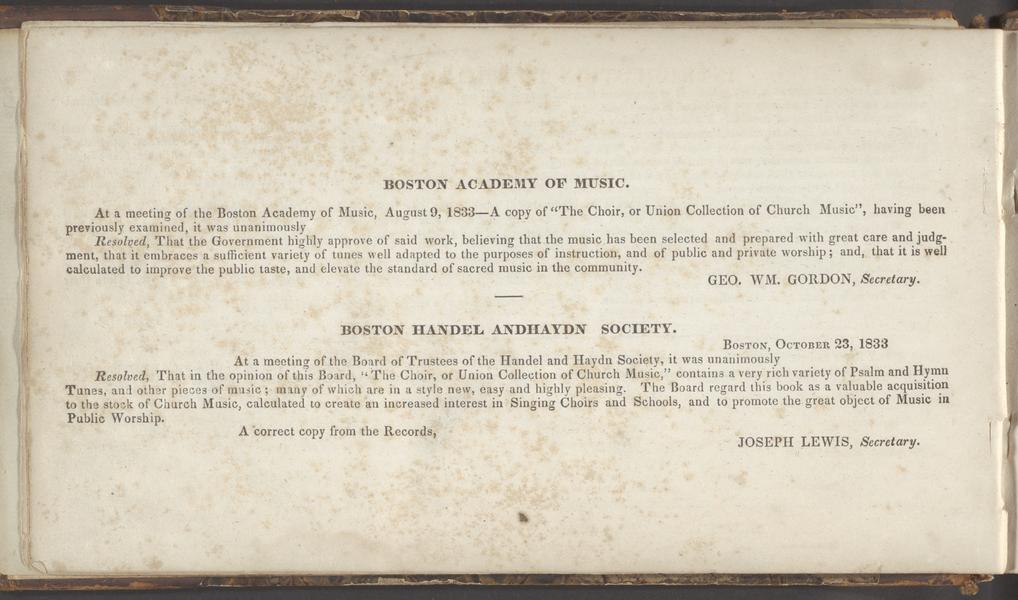 BOSTON ACADEMY OF MUSIC.
At a meeting of the Boston Academy of Music, August 9, 1833—A copy of "The Choir, or Union Collection of Church Music", having been
previously examined, it was unanimously
Resolved, That the Government highly approve of said work, believing that the music has been selected and prepared with great care and judg-
ment, that it embraces a sufficient variety of tunes well adapted to the purposes of instruction, and of public and private worship; and, that it is well
calculated to improve the public taste, and elevate the standard of sacred music in the community.
GEO. WM. GORDON, Secretary.
BOSTON HANDEL ANDHAYDN SOCIETY.
BOSTON, OCTOBER 23, 1833
At a meeting of the Board of Trustees of the Handel and Haydn Society, it was unanimously
Resolved, That in the opinion of this Board, "The Choir, or Union Collection of Church Music," contains a very rich variety of Psalm and Hymn
Tunes, and other pieces of music; many of which are in a style new, easy and highly pleasing. The Board regard this book as a valuable acquisition
to the stock of Church Music, calculated to create an increased interest in Singing Choirs and Schools, and to promote the great object of Music in
Public Worship.
A correct copy from the Records,
JOSEPH LEWIS, Secretary.